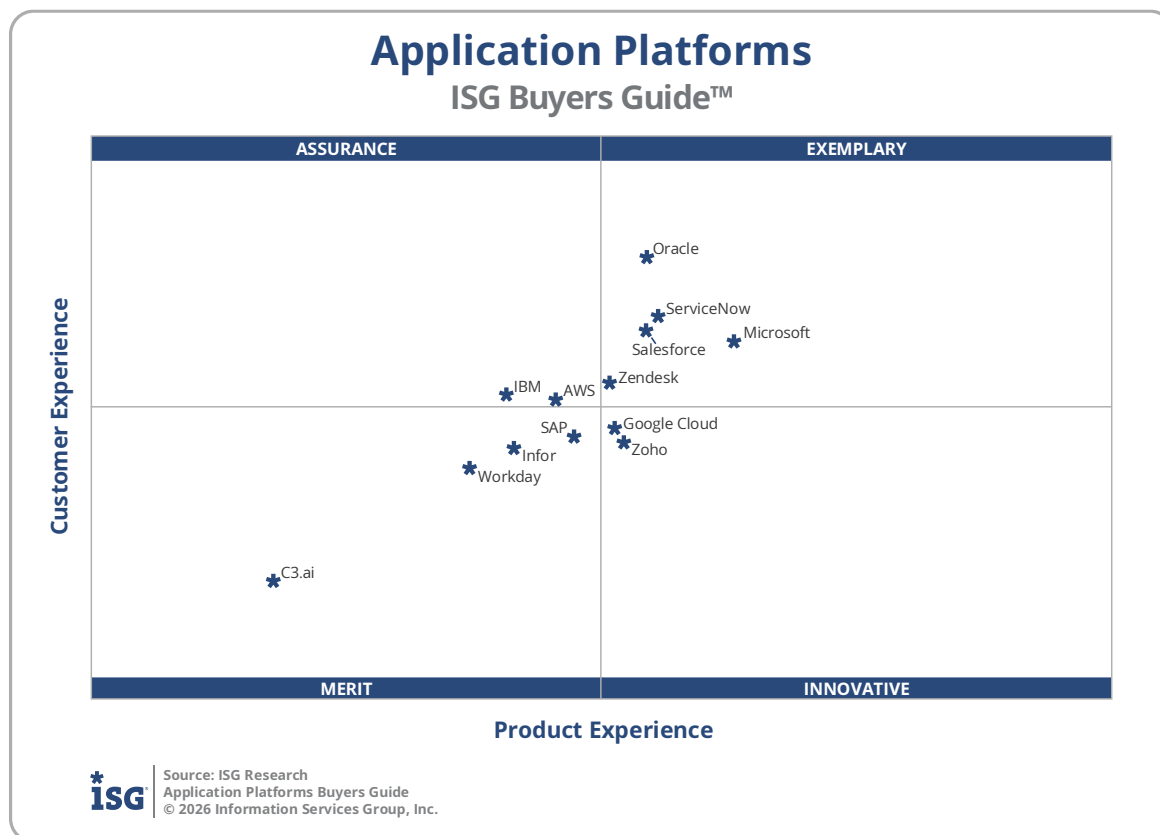 Application Platforms
ISG Buyers Guide™
ASSURANCE
EXEMPLARY
Oracle
ServiceNow
Microsoft
Salesforce
Zendesk
IBM
AWS
Google Cloud
SAP
Zoho
Infor
Workday
C3.ai
Customer Experience
MERIT
INNOVATIVE
Product Experience
ISG
Source: ISG Research
Application Platforms Buyers Guide
© 2026 Information Services Group, Inc.